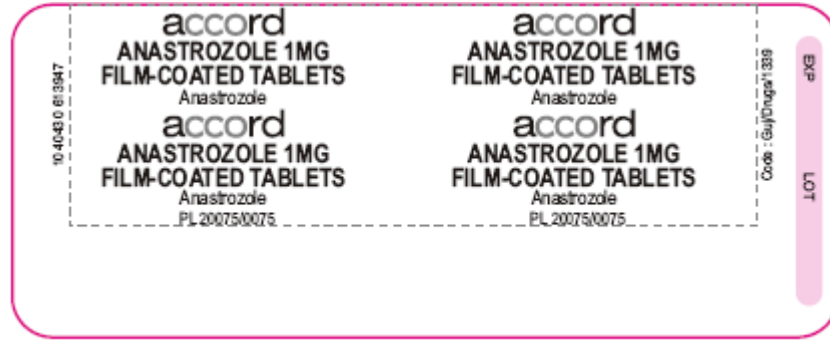 accord
ANASTROZOLE 1MG
FILM-COATED TABLETS
Anastrozole
accord
ANASTROZOLE 1MG
FILM-COATED TABLETS
Anastrozole
PL 20075/0075
accord
ANASTROZOLE 1MG
FILM-COATED TABLETS
Anastrozole
accord
ANASTROZOLE 1MG
FILM-COATED TABLETS
Anastrozole
PL 20075/0075
10 40430 613947
Code : Guj/Drugs/1339
EXP
LOT